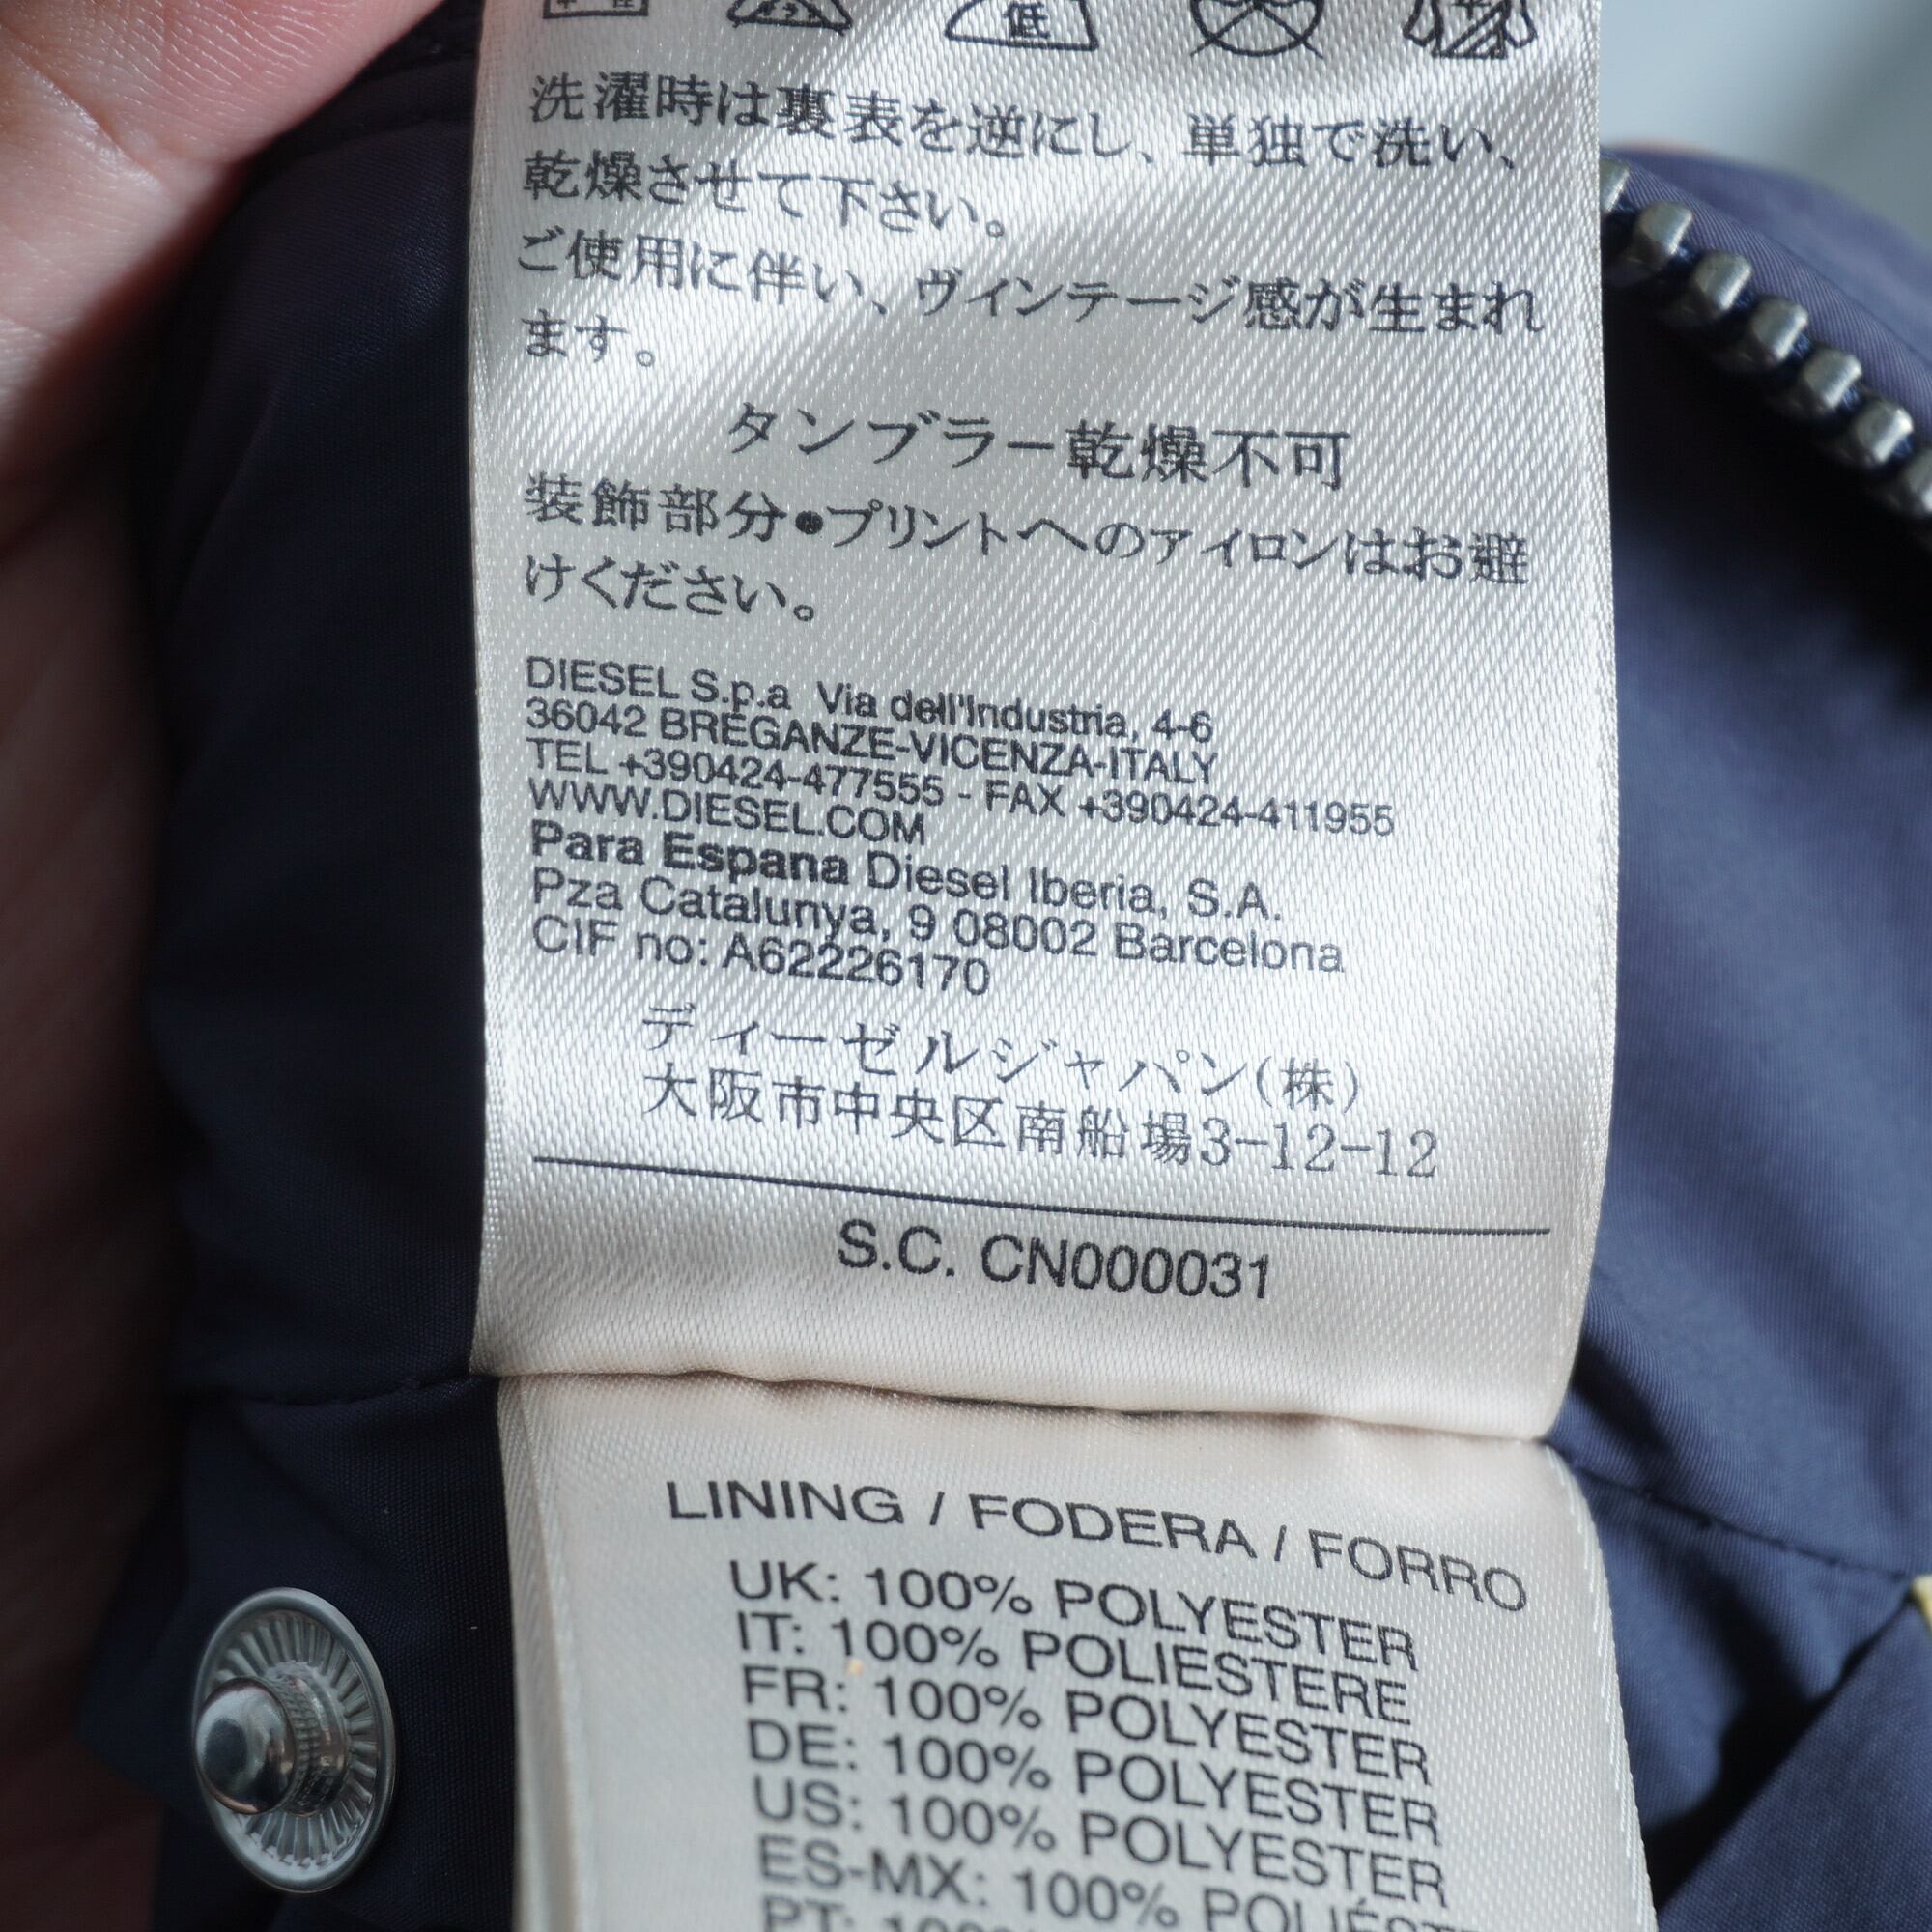 低
洗濯時は裏表を逆にし、単独で洗い、
乾燥させて下さい。
ご使用に伴い、ヴィンテージ感が生まれ
ます。
タンブラー乾燥不可
装飾部分●プリントへのアイロンはお避
けください。
DIESEL S.p.a Via dell'Industria, 4-6
36042 BREGANZE-VICENZA-ITALY
TEL +390424-477555 - FAX +390424-411955
WWW.DIESEL.COM
Para Espana Diesel Iberia, S.A.
Pza Catalunya, 9 08002 Barcelona
CIF no: A62226170
ディーゼルジャパン(株)
大阪市中央区南船場3-12-12
S.C. CN000031
LINING / FODERA / FORRO
UK: 100% POLYESTER
IT: 100% POLIESTERE
FR: 100% POLYESTER
DE: 100% POLYESTER
US: 100% POLYESTER
ES-MX: 100%
PT: